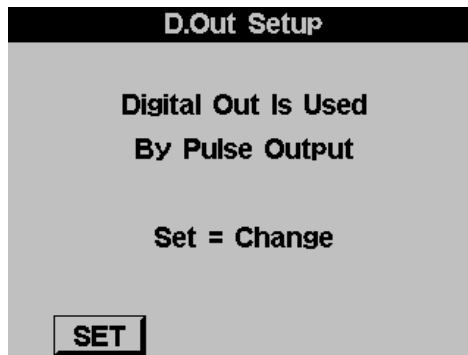 D.Out Setup
Digital Out Is Used
By Pulse Output
Set = Change
SET